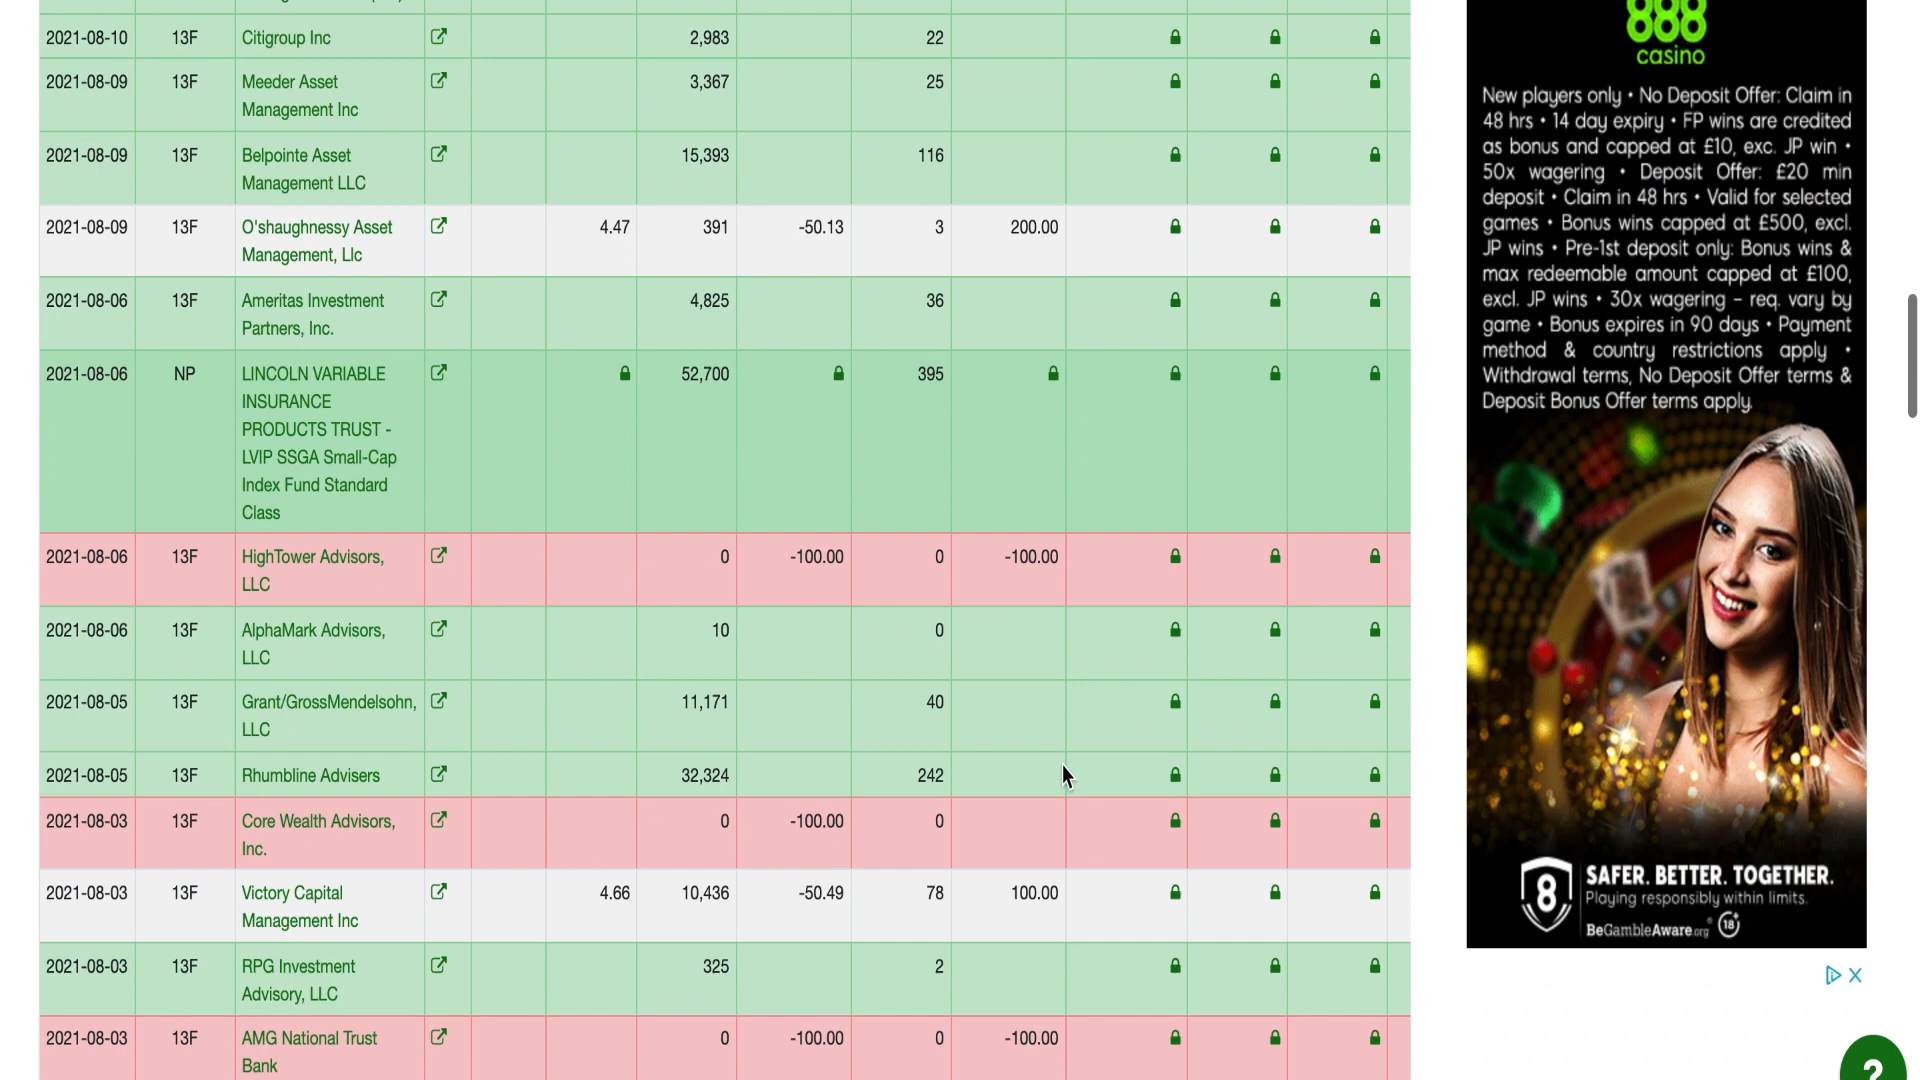 2021-08-10 13F Citigroup Inc 2,983 22
2021-08-09 13F Meeder Asset 3,367 25
Management Inc
2021-08-09 13F Belpointe Asset 15,393 116
Management LLC
2021-08-09 13F O'shaughnessy Asset 4.47 391 -50.13 3 200.00
Management, Llc
2021-08-06 13F Ameritas Investment 4,825 36
Partners, Inc.
2021-08-06 NP LINCOLN VARIABLE 52,700 395
INSURANCE
PRODUCTS TRUST -
LVIP SSGA Small-Cap
Index Fund Standard
Class
2021-08-06 13F HighTower Advisors, 0 -100.00 0 -100.00
LLC
2021-08-06 13F AlphaMark Advisors, 10 0
LLC
2021-08-05 13F Grant/GrossMendelsohn, 11,171 40
LLC
2021-08-05 13F Rhumbline Advisers 32,324 242
2021-08-03 13F Core Wealth Advisors, 0 -100.00 0
Inc.
2021-08-03 13F Victory Capital 4.66 10,436 -50.49 78 100.00
Management Inc
2021-08-03 13F RPG Investment 325 2
Advisory, LLC
2021-08-03 13F AMG National Trust 0 -100.00 0 -100.00
Bank
888
casino
New players only • No Deposit Offer: Claim in
48 hrs • 14 day expiry • FP wins are credited
as bonus and capped at £10, exc. JP win •
50x wagering • Deposit Offer: £20 min
deposit • Claim in 48 hrs • Valid for selected
games • Bonus wins capped at £500, excl.
JP wins • Pre-1st deposit only: Bonus wins &
max redeemable amount capped at £100,
excl. JP wins • 30x wagering – req. vary by
game • Bonus expires in 90 days • Payment
method & country restrictions apply •
Withdrawal terms, No Deposit Offer terms &
Deposit Bonus Offer terms apply.
8
SAFER. BETTER. TOGETHER.
Playing responsibly within limits.
BeGambleAware.org 18+
?